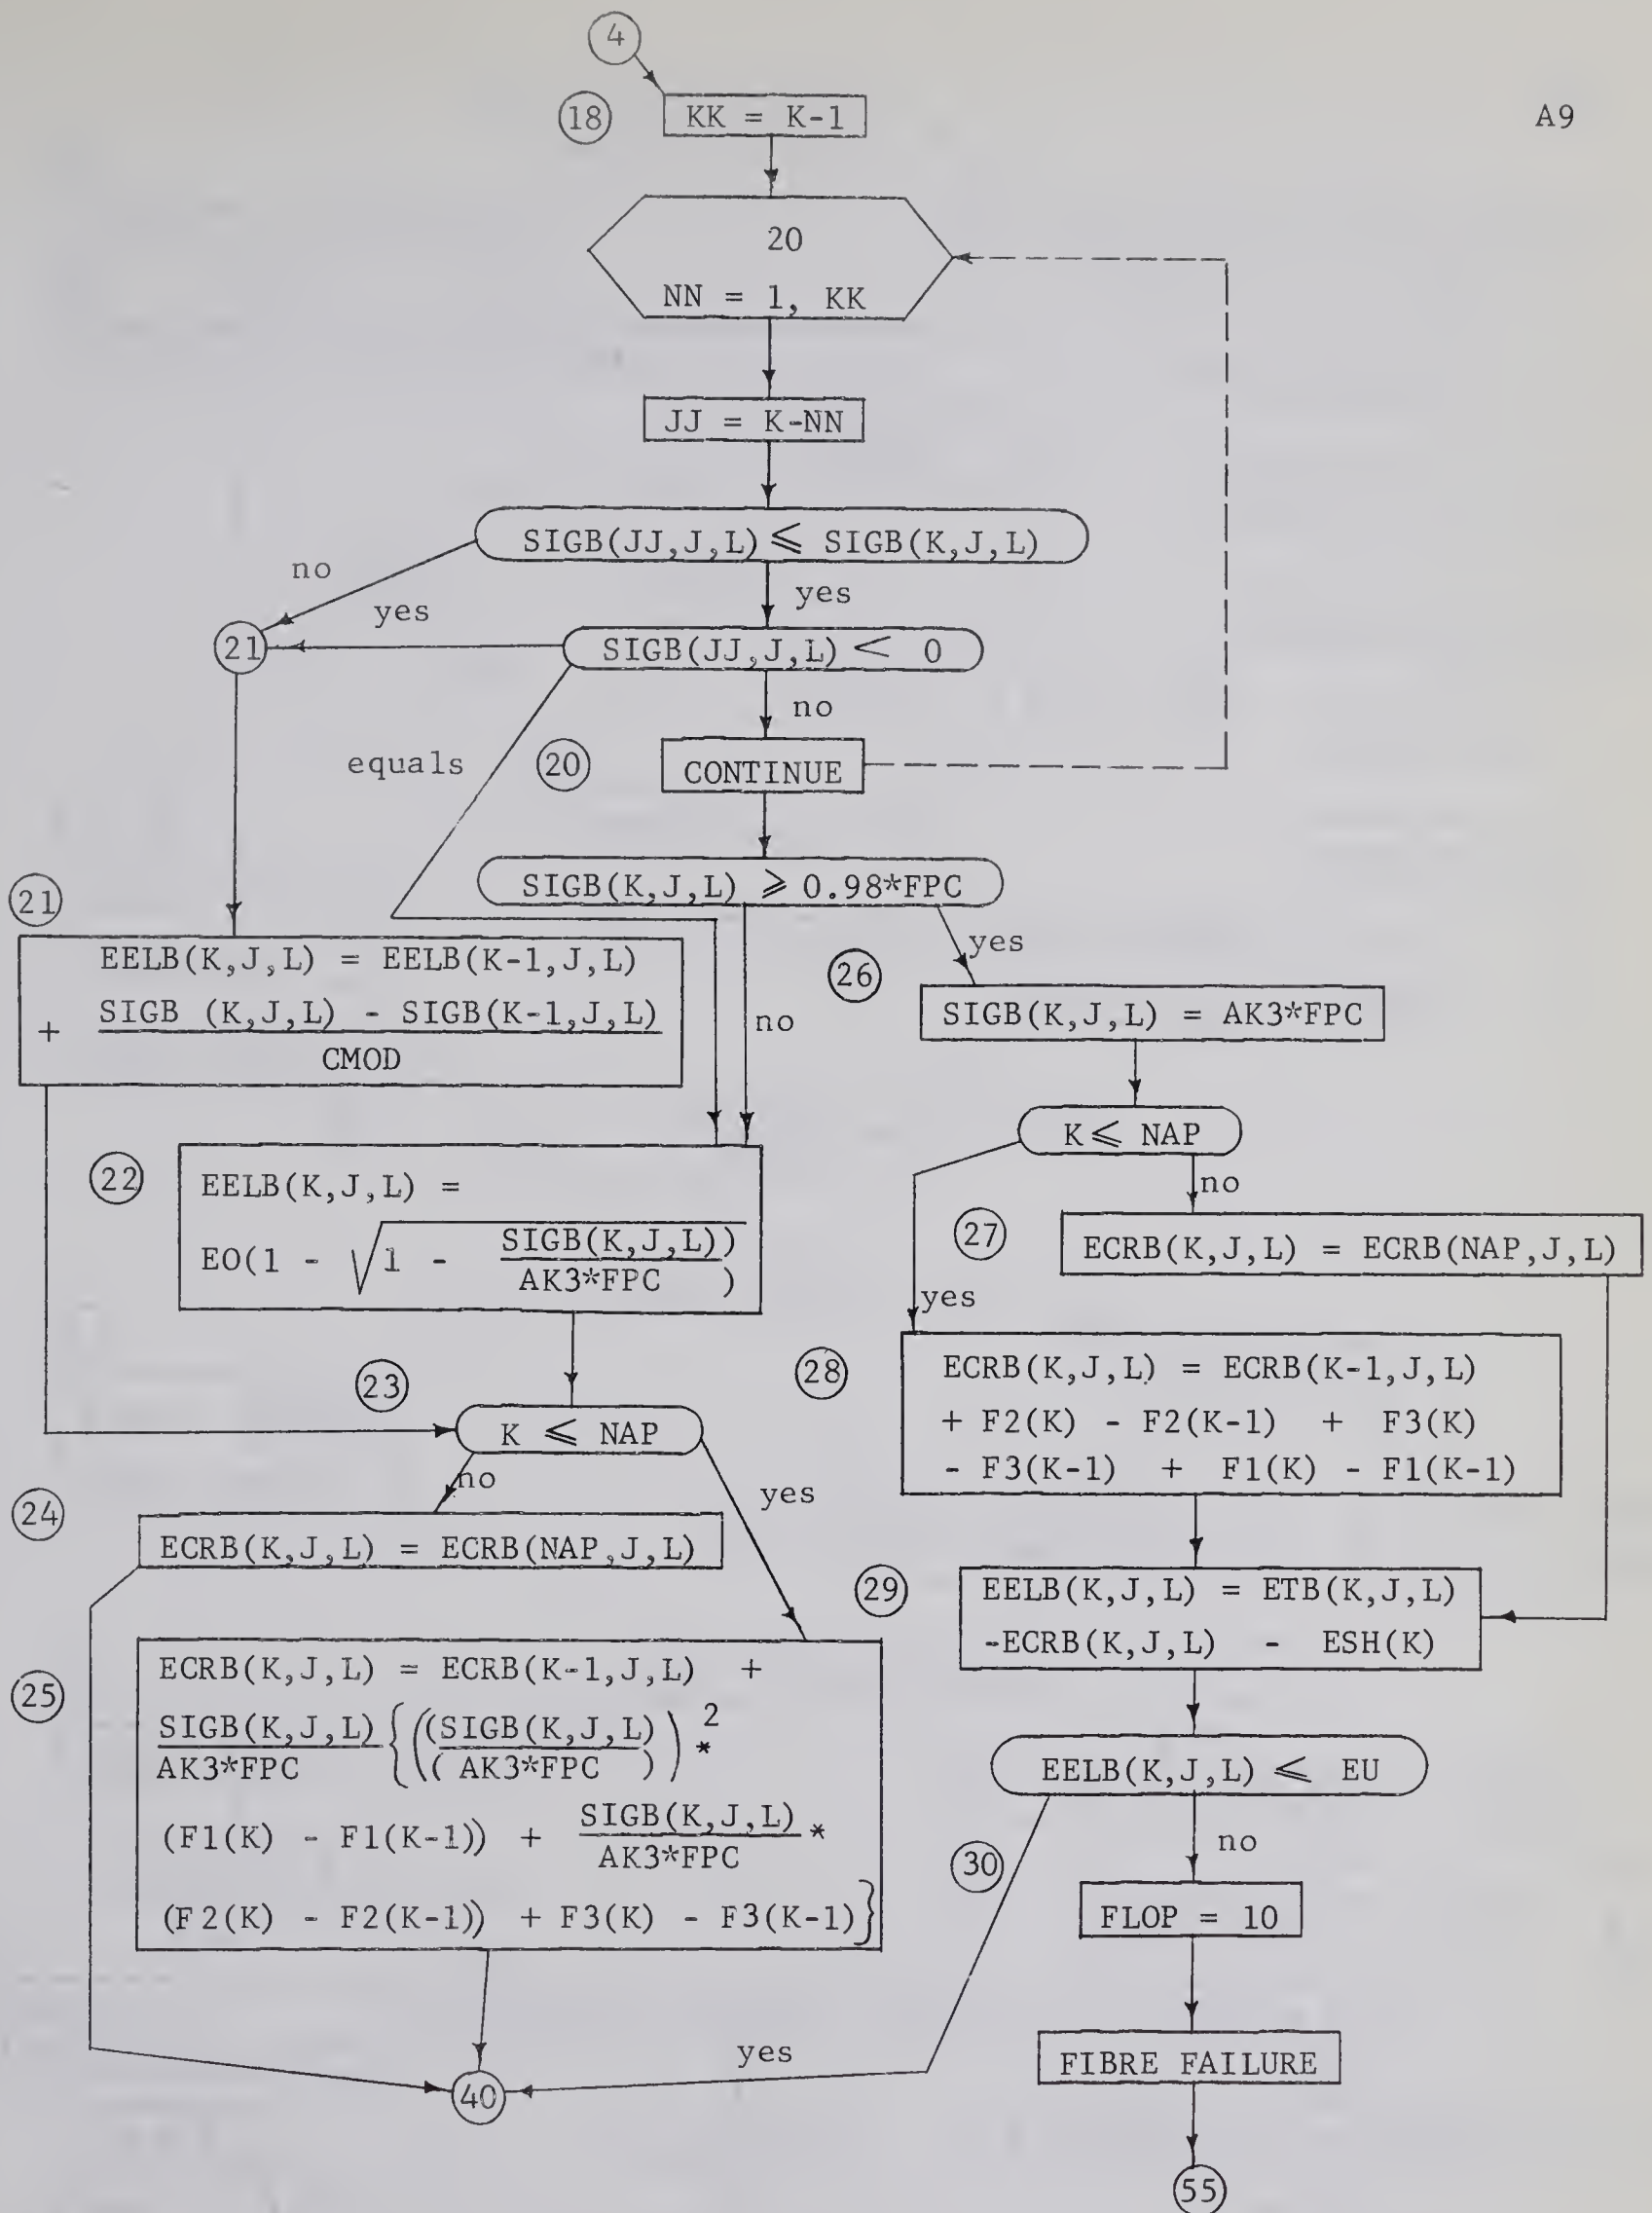 4
18
KK = K-1
A9
20
NN = 1, KK
JJ = K-NN
SIGB(JJ,J,L) ⩽ SIGB(K,J,L)
no
yes
yes
21
SIGB(JJ,J,L) < 0
no
equals
20
CONTINUE
21
SIGB(K,J,L) ⩾ 0.98*FPC
EELB(K,J,L) = EELB(K-1,J,L)
+ SIGB (K,J,L) - SIGB(K-1,J,L)
CMOD
no
26
yes
SIGB(K,J,L) = AK3*FPC
K ⩽ NAP
22
EELB(K,J,L) =
EO(1 - √1 - SIGB(K,J,L))
AK3*FPC )
no
27
ECRB(K,J,L) = ECRB(NAP,J,L)
yes
28
ECRB(K,J,L) = ECRB(K-1,J,L)
+ F2(K) - F2(K-1) + F3(K)
- F3(K-1) + F1(K) - F1(K-1)
23
K ⩽ NAP
no
yes
24
ECRB(K,J,L) = ECRB(NAP,J,L)
29
EELB(K,J,L) = ETB(K,J,L)
-ECRB(K,J,L) - ESH(K)
25
ECRB(K,J,L) = ECRB(K-1,J,L) +
SIGB(K,J,L) {((SIGB(K,J,L)) 2
AK3*FPC (( AK3*FPC )) *
(F1(K) - F1(K-1)) + SIGB(K,J,L) *
AK3*FPC
(F2(K) - F2(K-1)) + F3(K) - F3(K-1)}
EELB(K,J,L) ⩽ EU
30
no
FLOP = 10
yes
FIBRE FAILURE
40
55